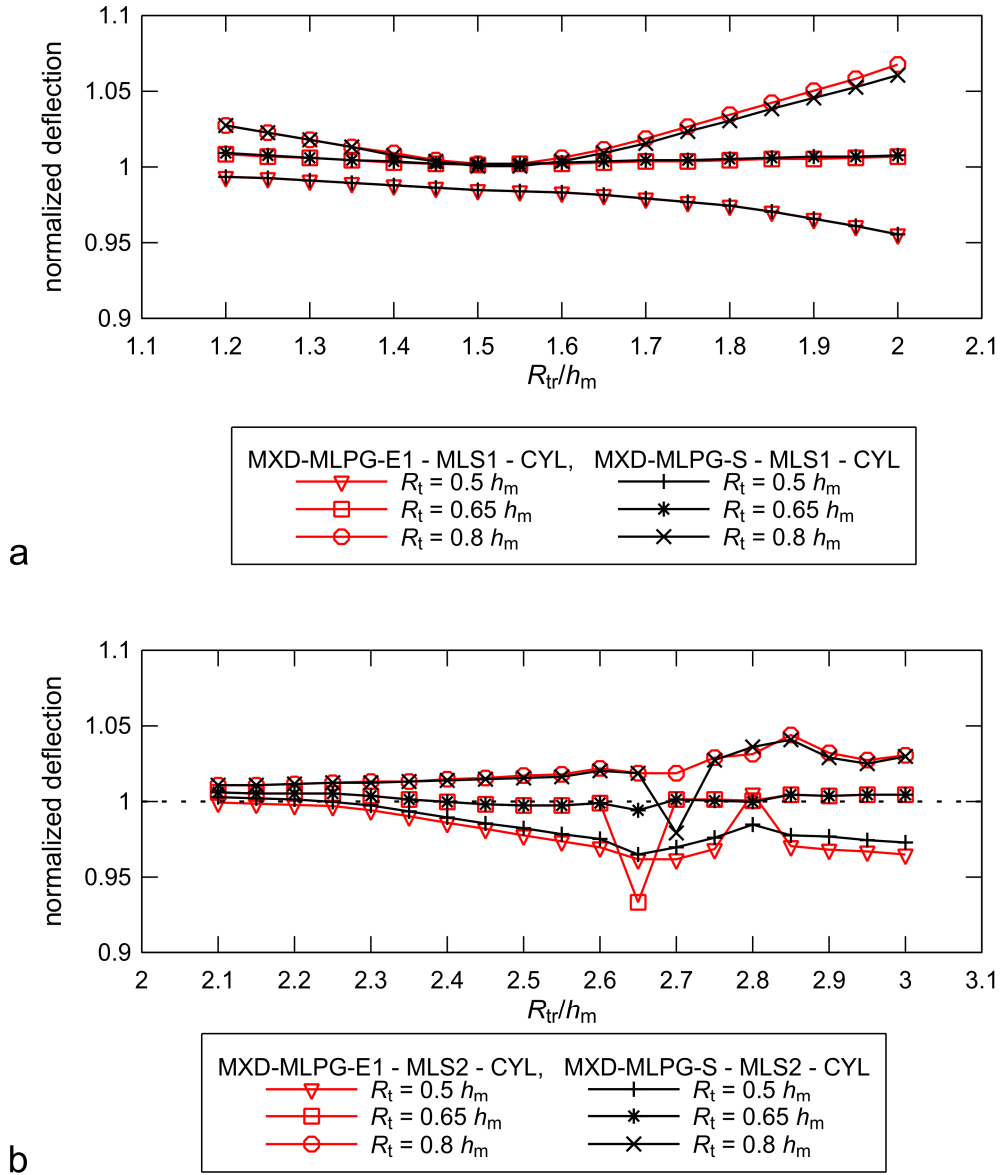 1.1
1.05
1
0.95
0.9
normalized deflection
1.1 1.2 1.3 1.4 1.5 1.6 1.7 1.8 1.9 2 2.1
Rtr/hm
MXD-MLPG-E1 - MLS1 - CYL, MXD-MLPG-S - MLS1 - CYL
Rt = 0.5 hm Rt = 0.5 hm
Rt = 0.65 hm Rt = 0.65 hm
Rt = 0.8 hm Rt = 0.8 hm
a
1.1
1.05
1
0.95
0.9
normalized deflection
2 2.1 2.2 2.3 2.4 2.5 2.6 2.7 2.8 2.9 3 3.1
Rtr/hm
MXD-MLPG-E1 - MLS2 - CYL, MXD-MLPG-S - MLS2 - CYL
Rt = 0.5 hm Rt = 0.5 hm
Rt = 0.65 hm Rt = 0.65 hm
Rt = 0.8 hm Rt = 0.8 hm
b